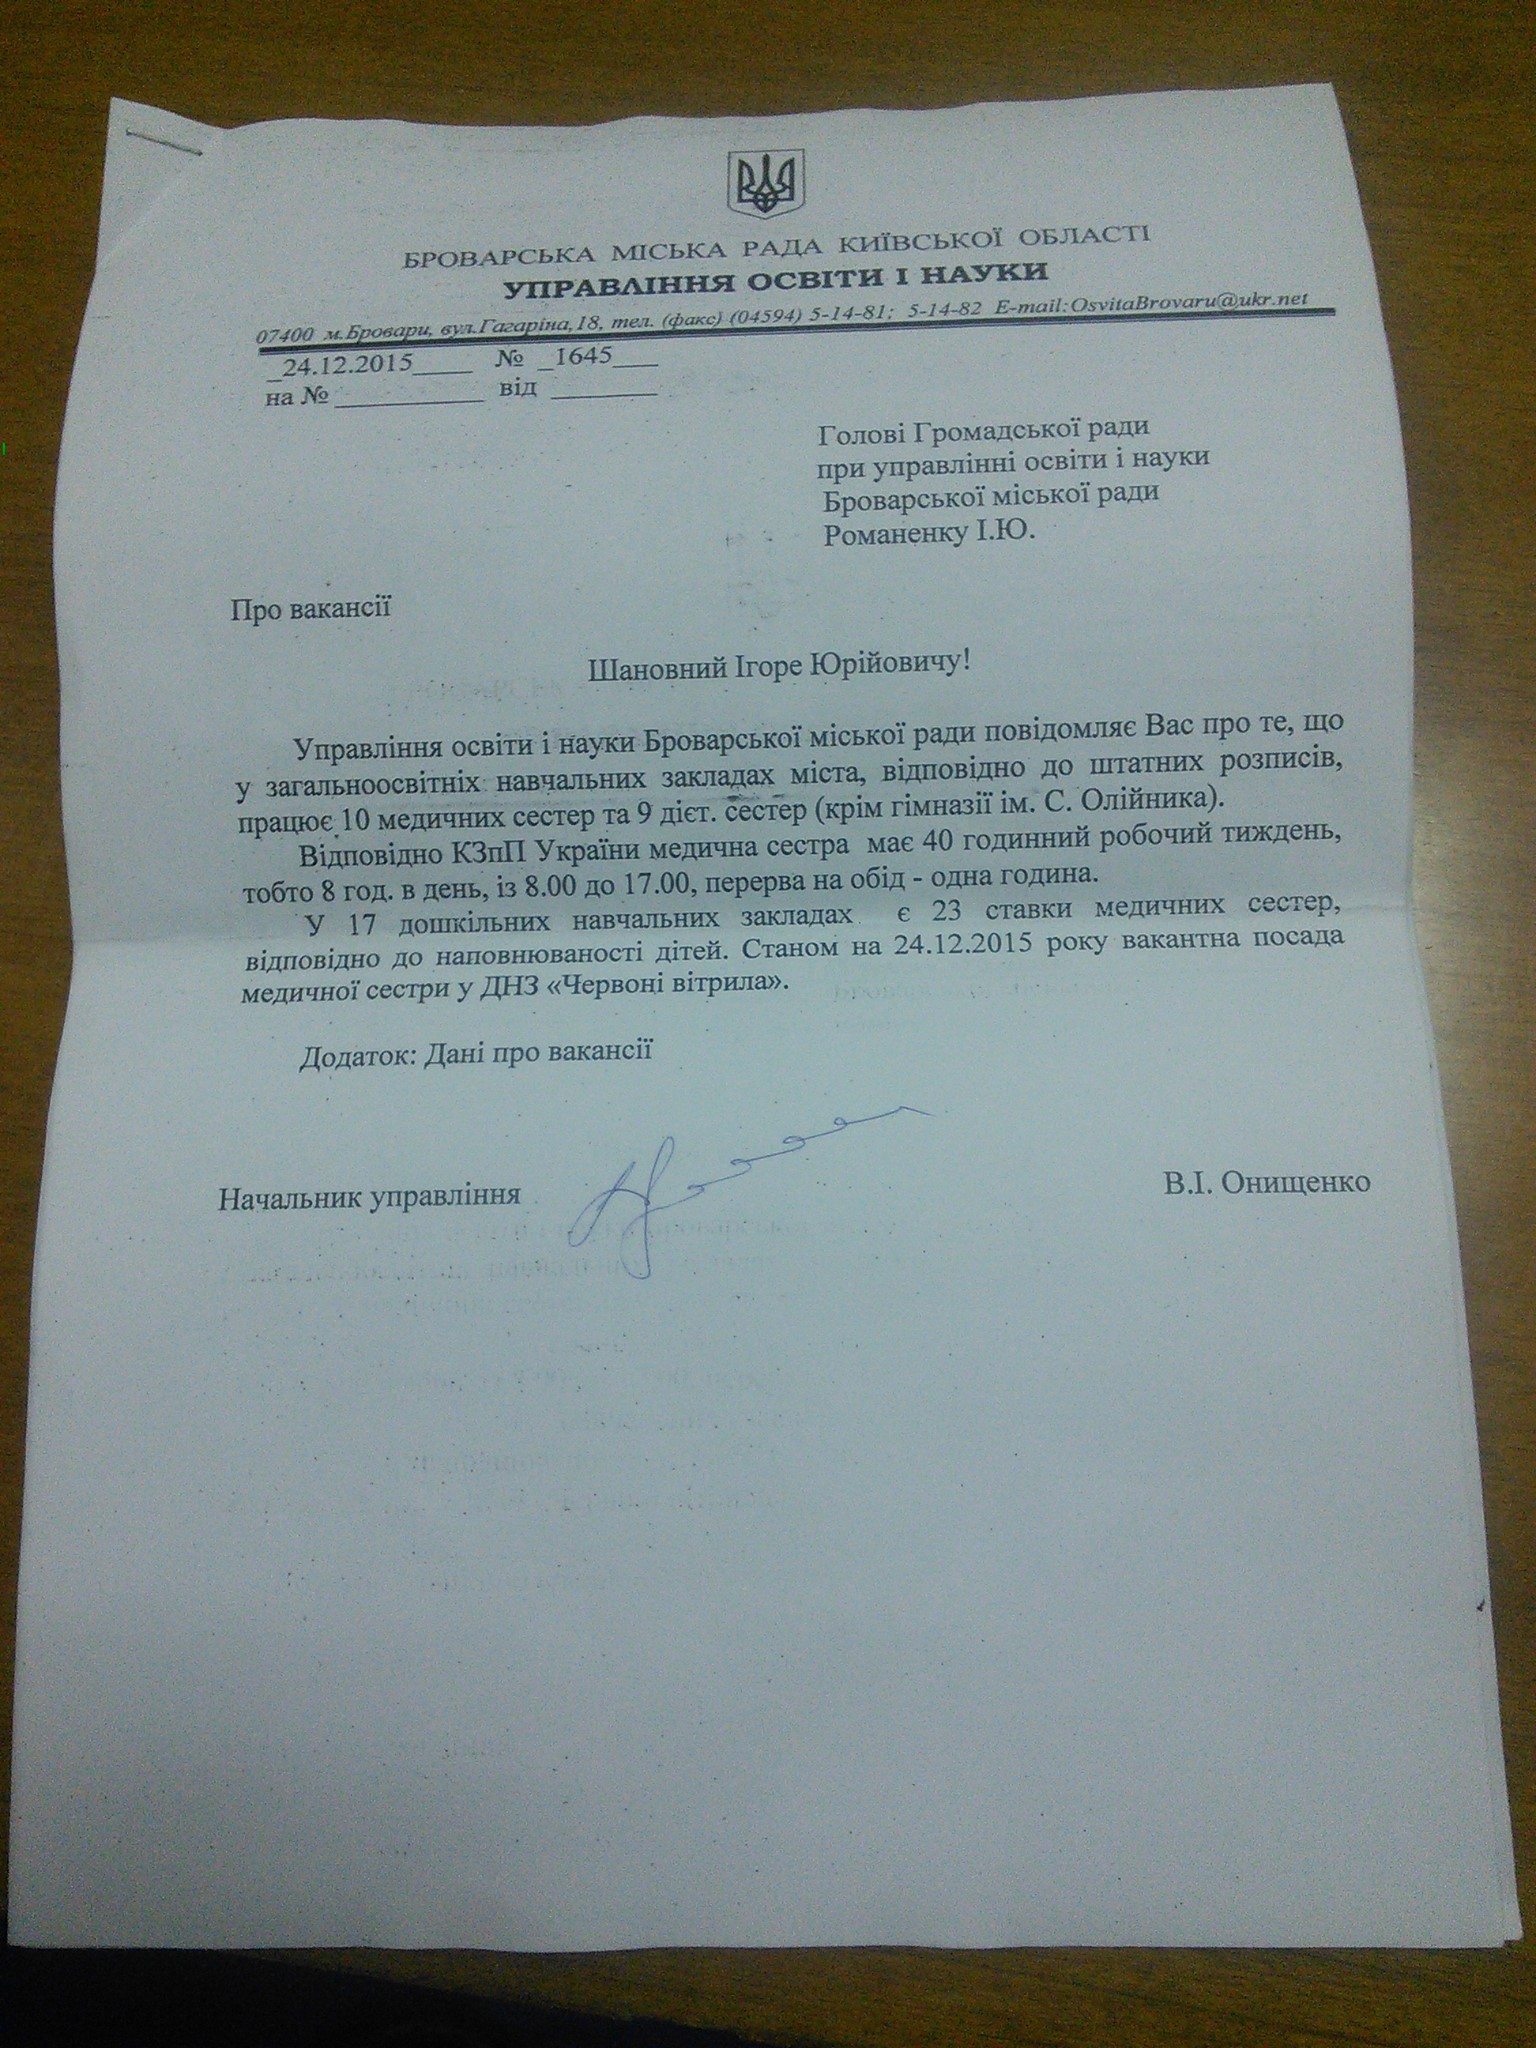 БРОВАРСЬКА МІСЬКА РАДА КИЇВСЬКОЇ ОБЛАСТІ
УПРАВЛІННЯ ОСВІТИ І НАУКИ
07400 м.Бровари, вул.Гагаріна,18, тел. (факс) (04594) 5-14-81; 5-14-82 E-mail:OsvitaBrovaru@ukr.net
_24.12.2015____ № _1645___
на № __________ від _______
Голові Громадської ради
при управлінні освіти і науки
Броварської міської ради
Романенку І.Ю.
Про вакансії
Шановний Ігоре Юрійовичу!
Управління освіти і науки Броварської міської ради повідомляє Вас про те, що
у загальноосвітніх навчальних закладах міста, відповідно до штатних розписів,
працює 10 медичних сестер та 9 дієт. сестер (крім гімназії ім. С. Олійника).
Відповідно КЗпП України медична сестра має 40 годинний робочий тиждень,
тобто 8 год. в день, із 8.00 до 17.00, перерва на обід - одна година.
У 17 дошкільних навчальних закладах є 23 ставки медичних сестер,
відповідно до наповнюваності дітей. Станом на 24.12.2015 року вакантна посада
медичної сестри у ДНЗ «Червоні вітрила».
Додаток: Дані про вакансії
Начальник управління В.І. Онищенко